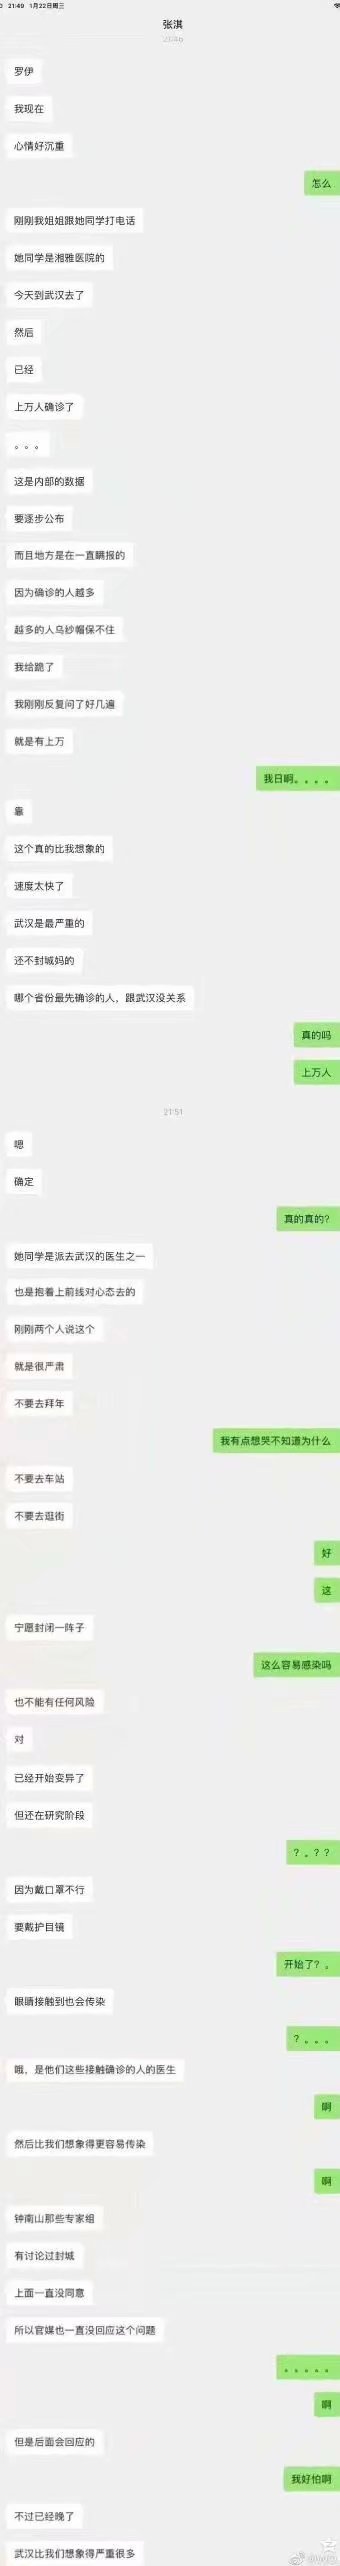 21:49 1月22日周三
张淇
21:46
罗伊
我现在
心情好沉重
怎么
刚刚我姐姐跟她同学打电话
她同学是湘雅医院的
今天到武汉去了
然后
已经
上万人确诊了
。。。
这是内部的数据
要逐步公布
而且地方是在一直瞒报的
因为确诊的人越多
越多的人乌纱帽保不住
我给跪了
我刚刚反复问了好几遍
就是有上万
我日啊。。。。
靠
这个真的比我想象的
速度太快了
武汉是最严重的
还不封城妈的
哪个省份最先确诊的人，跟武汉没关系
真的吗
上万人
21:51
嗯
确定
真的真的?
她同学是派去武汉的医生之一
也是抱着上前线对心态去的
刚刚两个人说这个
就是很严肃
不要去拜年
我有点想哭不知道为什么
不要去车站
不要去逛街
好
这
宁愿封闭一阵子
这么容易感染吗
也不能有任何风险
对
已经开始变异了
但还在研究阶段
？。？？
因为戴口罩不行
要戴护目镜
开始了？。
眼睛接触到也会传染
？。。。
哦，是他们这些接触确诊的人的医生
啊
然后比我们想象得更容易传染
啊
钟南山那些专家组
有讨论过封城
上面一直没同意
所以官媒也一直没回应这个问题
。。。。。
啊
但是后面会回应的
我好怕啊
不过已经晚了
武汉比我们想象得严重很多